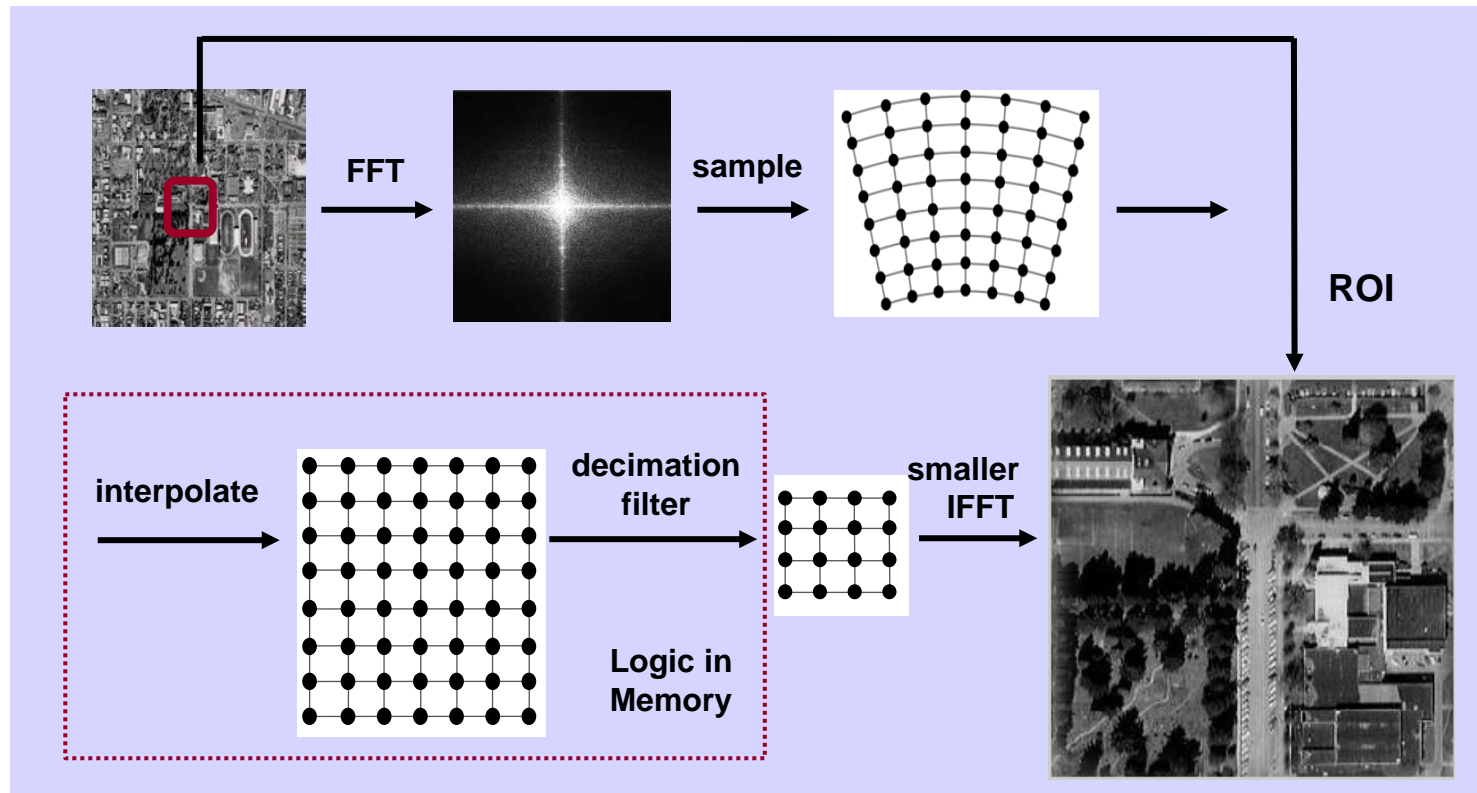 FFT
sample
ROI
interpolate
decimation
filter
Logic in
Memory
smaller
IFFT